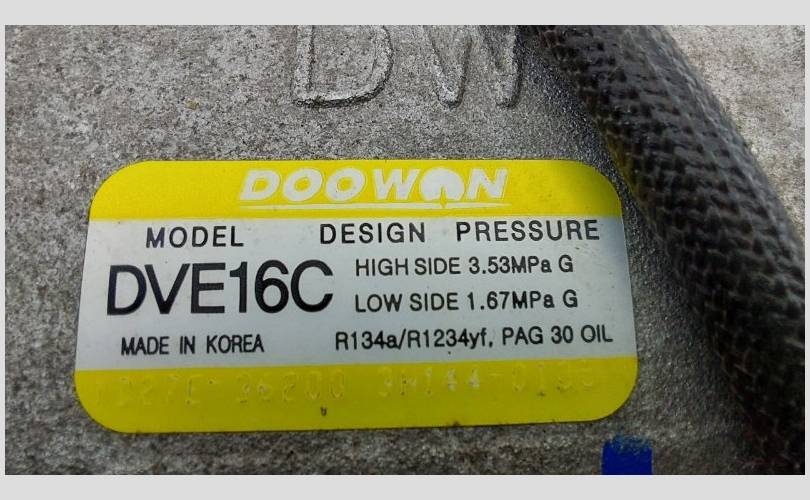 DW
DOOWON
MODEL DESIGN PRESSURE
DVE16C HIGH SIDE 3.53MPa G
LOW SIDE 1.67MPa G
MADE IN KOREA R134a/R1234yf, PAG 30 OIL